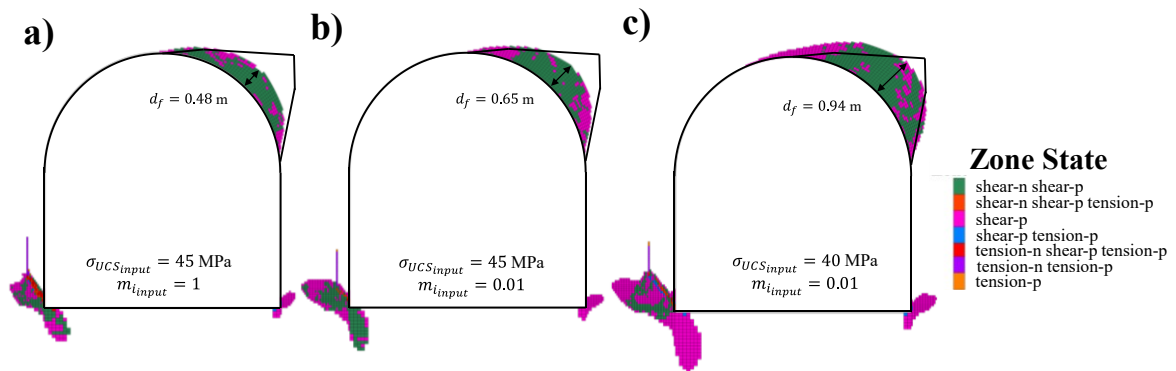 a)
b)
c)
d_f = 0.48 m
d_f = 0.65 m
d_f = 0.94 m
σ_UCS_input = 45 MPa
m_i_input = 1
σ_UCS_input = 45 MPa
m_i_input = 0.01
σ_UCS_input = 40 MPa
m_i_input = 0.01
Zone State
shear-n shear-p
shear-n shear-p tension-p
shear-p
shear-p tension-p
tension-n shear-p tension-p
tension-n tension-p
tension-p